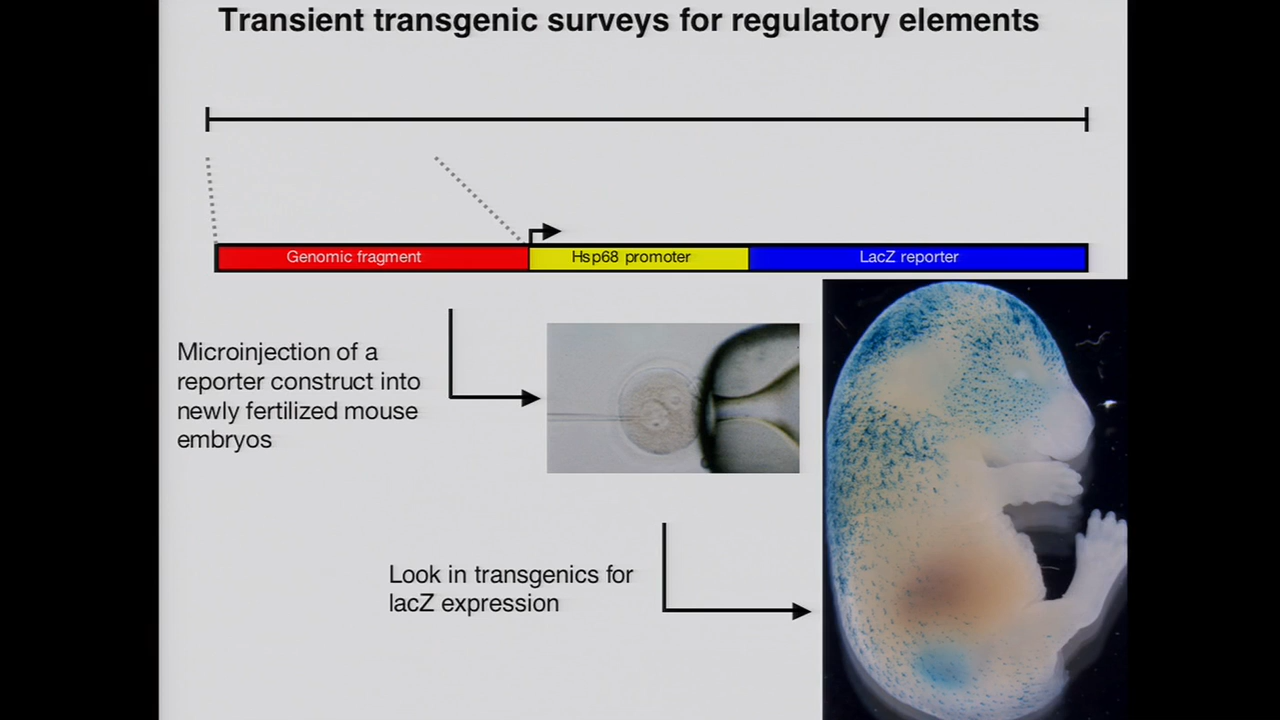 Transient transgenic surveys for regulatory elements
Genomic fragment
Hsp68 promoter
LacZ reporter
Microinjection of a
reporter construct into
newly fertilized mouse
embryos
Look in transgenics for
lacZ expression